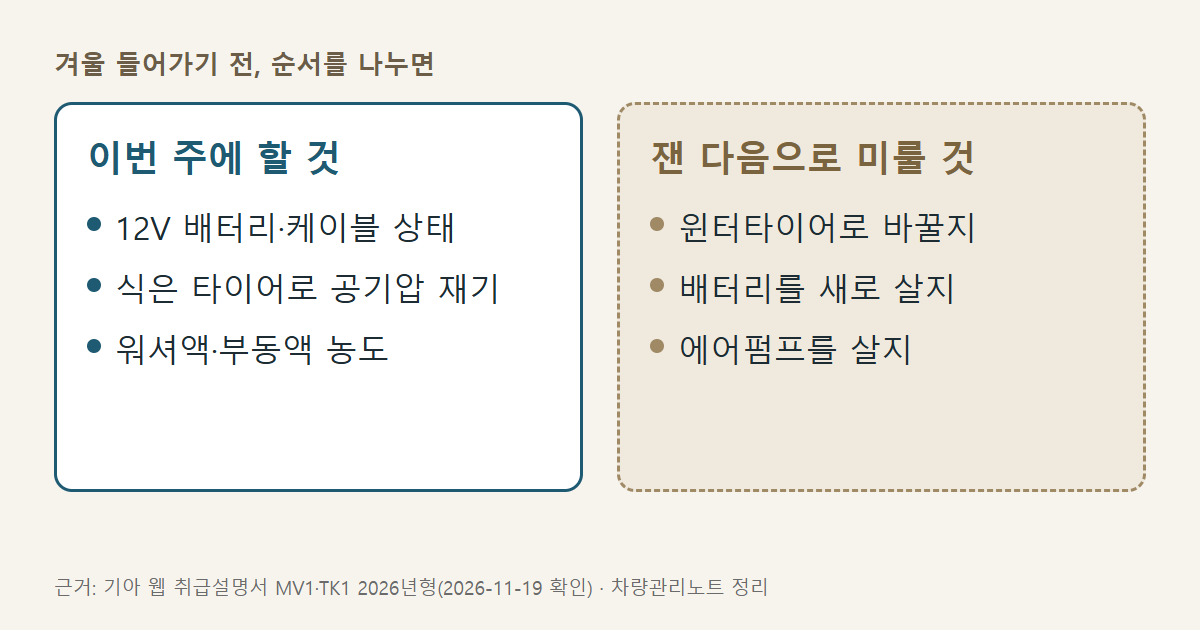 겨울 들어가기 전, 순서를 나누면
이번 주에 할 것
12V 배터리·케이블 상태
식은 타이어로 공기압 재기
워셔액·부동액 농도
잰 다음으로 미룰 것
윈터타이어로 바꿀지
배터리를 새로 살지
에어펌프를 살지
근거: 기아 웹 취급설명서 MV1·TK1 2026년형(2026-11-19 확인) · 차량관리노트 정리